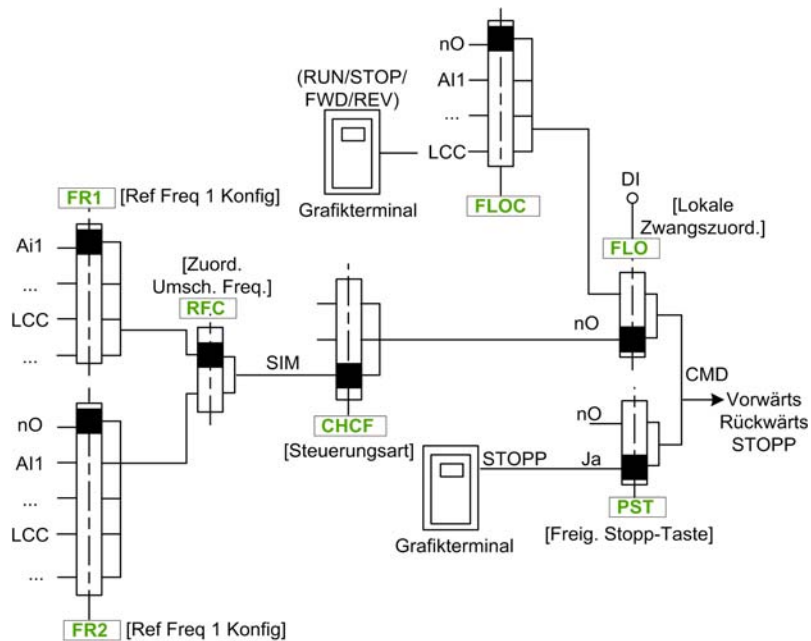 nO
AI1
...
LCC
FLOC
(RUN/STOP/
FWD/REV)
Grafikterminal
DI
[Lokale
Zwangszuord.]
FLO
nO
FR1 [Ref Freq 1 Konfig]
Ai1
...
LCC
...
[Zuord.
Umsch. Freq.]
RFC
SIM
CHCF
[Steuerungsart]
nO
AI1
...
LCC
...
FR2 [Ref Freq 1 Konfig]
CMD
Vorwärts
Rückwärts
STOPP
nO
STOPP
Ja
PST
[Freig. Stopp-Taste]
Grafikterminal